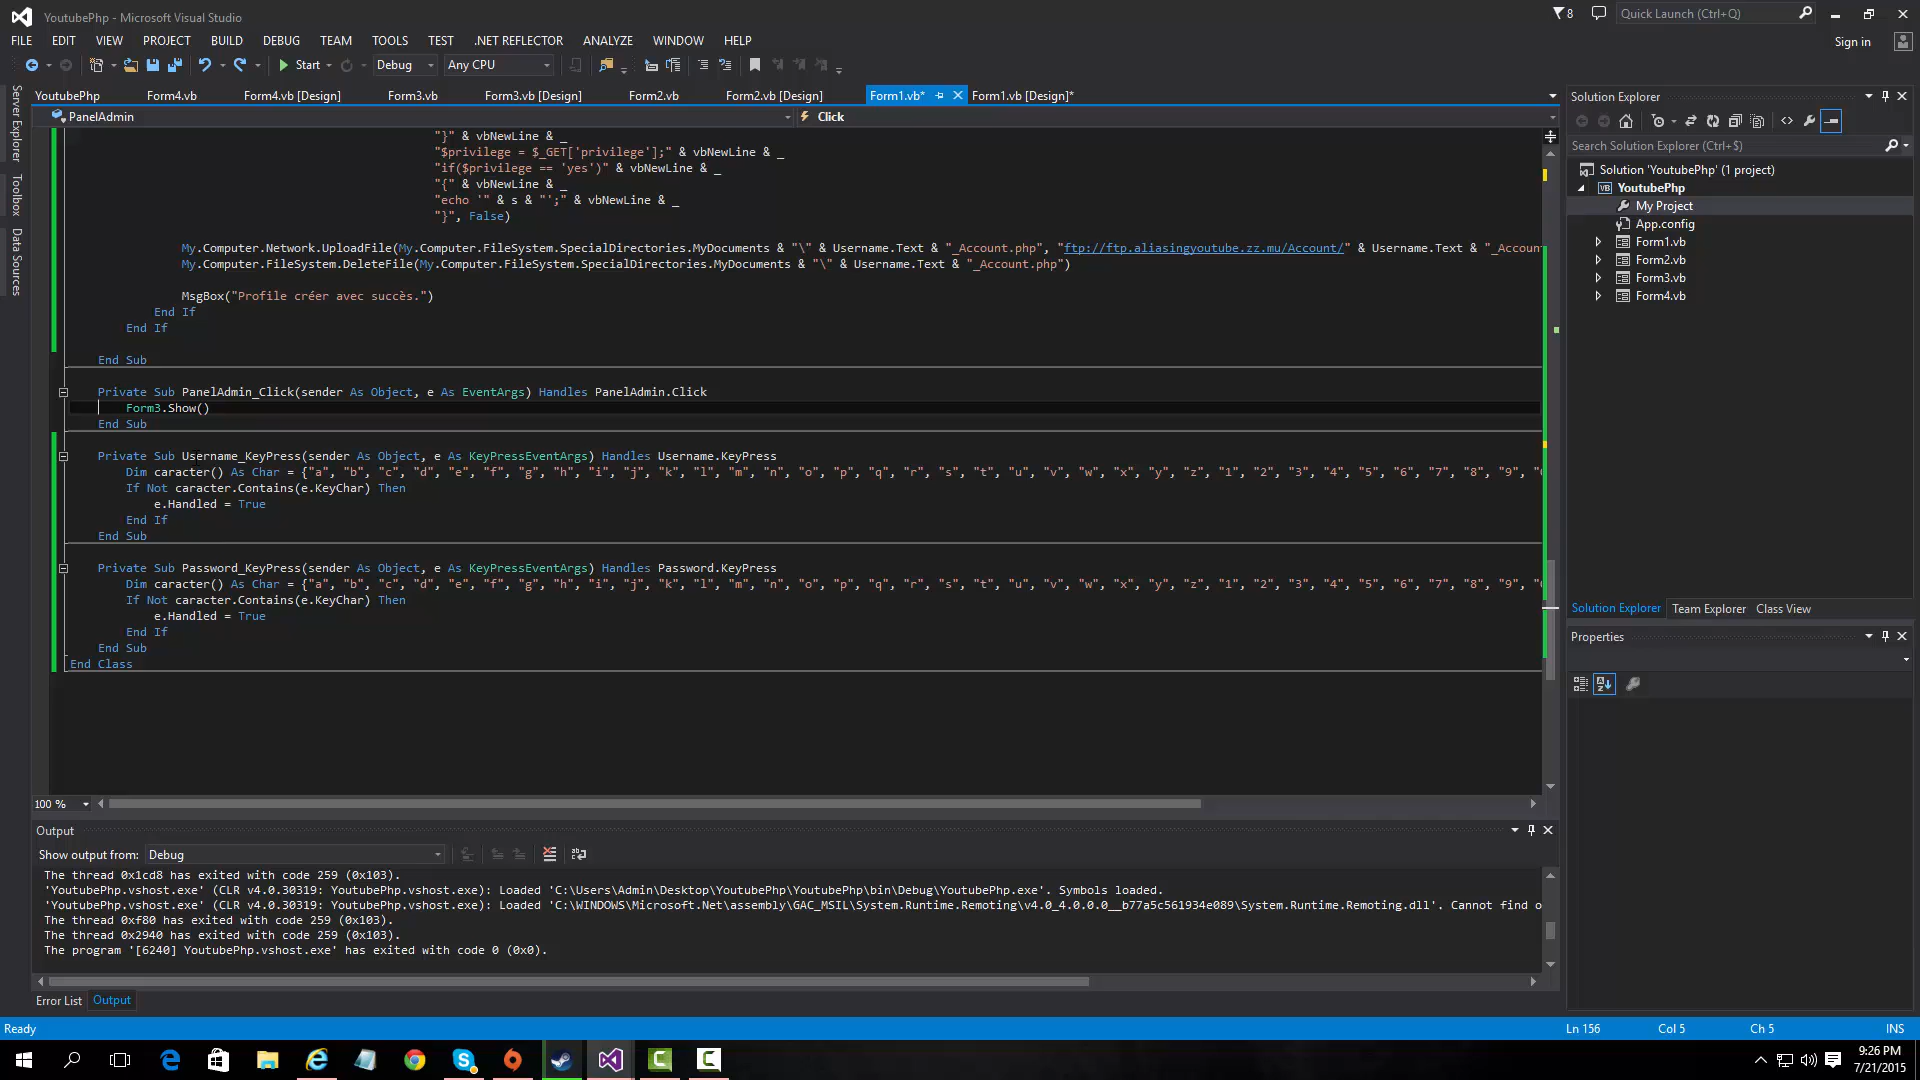 YoutubePhp - Microsoft Visual Studio
8
Quick Launch (Ctrl+Q)
FILE EDIT VIEW PROJECT BUILD DEBUG TEAM TOOLS TEST .NET REFLECTOR ANALYZE WINDOW HELP
Sign in
Start Debug Any CPU
Server Explorer
Toolbox
Data Sources
YoutubePhp Form4.vb Form4.vb [Design] Form3.vb Form3.vb [Design] Form2.vb Form2.vb [Design] Form1.vb* Form1.vb [Design]*
PanelAdmin Click
"}" & vbNewLine & _
"$privilege = $_GET['privilege'];" & vbNewLine & _
"if($privilege == 'yes')" & vbNewLine & _
"{" & vbNewLine & _
"echo '" & s & "';" & vbNewLine & _
"}", False)
My.Computer.Network.UploadFile(My.Computer.FileSystem.SpecialDirectories.MyDocuments & "\" & Username.Text & "_Account.php", "ftp://ftp.aliasingyoutube.zz.mu/Account/" & Username.Text & "_Accoun
My.Computer.FileSystem.DeleteFile(My.Computer.FileSystem.SpecialDirectories.MyDocuments & "\" & Username.Text & "_Account.php")
MsgBox("Profile créer avec succès.")
End If
End If
End Sub
Private Sub PanelAdmin_Click(sender As Object, e As EventArgs) Handles PanelAdmin.Click
Form3.Show()
End Sub
Private Sub Username_KeyPress(sender As Object, e As KeyPressEventArgs) Handles Username.KeyPress
Dim caracter() As Char = {"a", "b", "c", "d", "e", "f", "g", "h", "i", "j", "k", "l", "m", "n", "o", "p", "q", "r", "s", "t", "u", "v", "w", "x", "y", "z", "1", "2", "3", "4", "5", "6", "7", "8", "9", "
If Not caracter.Contains(e.KeyChar) Then
e.Handled = True
End If
End Sub
Private Sub Password_KeyPress(sender As Object, e As KeyPressEventArgs) Handles Password.KeyPress
Dim caracter() As Char = {"a", "b", "c", "d", "e", "f", "g", "h", "i", "j", "k", "l", "m", "n", "o", "p", "q", "r", "s", "t", "u", "v", "w", "x", "y", "z", "1", "2", "3", "4", "5", "6", "7", "8", "9", "
If Not caracter.Contains(e.KeyChar) Then
e.Handled = True
End If
End Sub
End Class
100 %
Solution Explorer
Search Solution Explorer (Ctrl+$)
Solution 'YoutubePhp' (1 project)
YoutubePhp
My Project
App.config
Form1.vb
Form2.vb
Form3.vb
Form4.vb
Solution Explorer Team Explorer Class View
Properties
Output
Show output from: Debug
The thread 0x1cd8 has exited with code 259 (0x103).
'YoutubePhp.vshost.exe' (CLR v4.0.30319: YoutubePhp.vshost.exe): Loaded 'C:\Users\Admin\Desktop\YoutubePhp\YoutubePhp\bin\Debug\YoutubePhp.exe'. Symbols loaded.
'YoutubePhp.vshost.exe' (CLR v4.0.30319: YoutubePhp.vshost.exe): Loaded 'C:\WINDOWS\Microsoft.Net\assembly\GAC_MSIL\System.Runtime.Remoting\v4.0_4.0.0.0__b77a5c561934e089\System.Runtime.Remoting.dll'. Cannot find o
The thread 0xf80 has exited with code 259 (0x103).
The thread 0x2940 has exited with code 259 (0x103).
The program '[6240] YoutubePhp.vshost.exe' has exited with code 0 (0x0).
Error List Output
Ready Ln 156 Col 5 Ch 5 INS
9:26 PM
7/21/2015